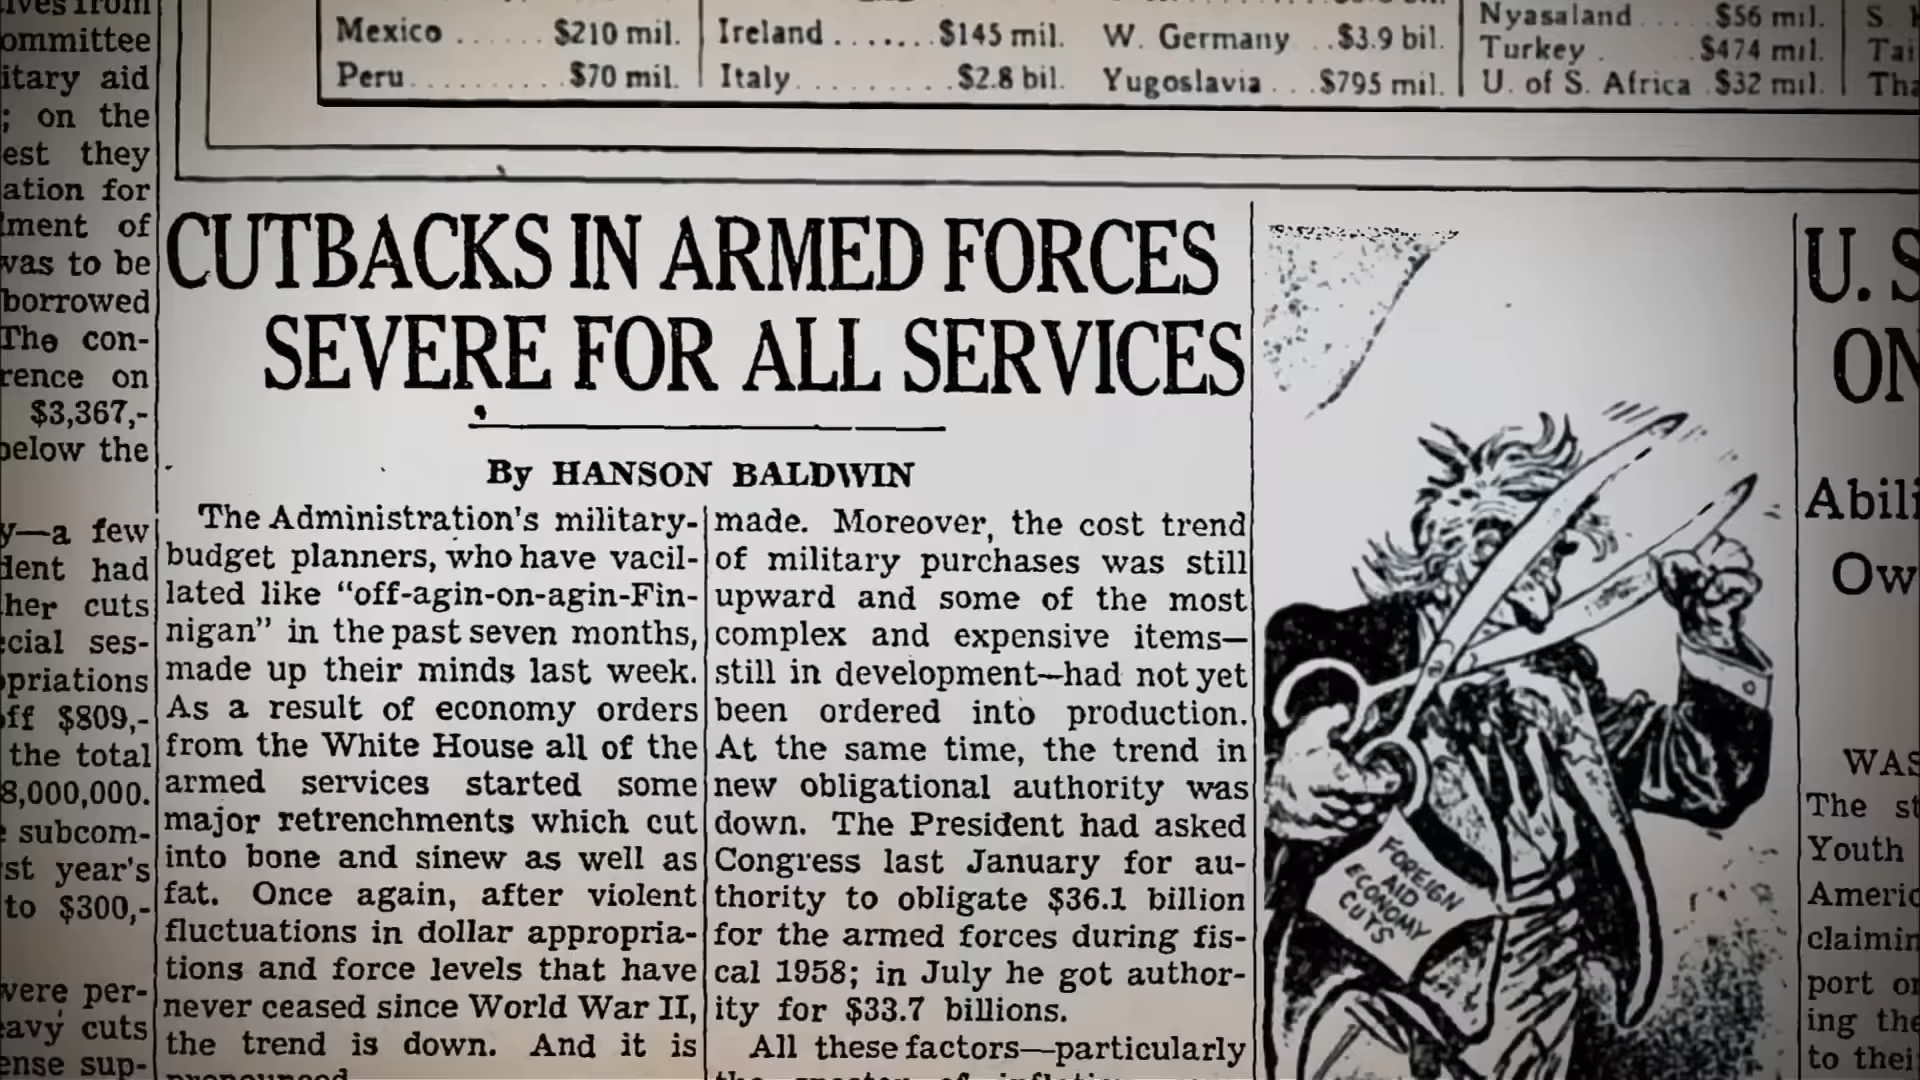 ives from
ommittee
itary aid
; on the
est they
ation for
ment of
was to be
borrowed
The con-
rence on
$3,367,-
below the
y—a few
dent had
her cuts
cial ses-
opriations
off $809,-
the total
8,000,000.
subcom-
st year's
to $300,-
were per-
eavy cuts
ense sup-
Mexico ...... $210 mil.
Peru .......... $70 mil.
Ireland ....... $145 mil.
Italy ......... $2.8 bil.
W. Germany .. $3.9 bil.
Yugoslavia ... $795 mil.
Nyasaland ..... $56 mil.
Turkey ....... $474 mil.
U. of S. Africa . $32 mil.
S.
Tai
Tha
CUTBACKS IN ARMED FORCES
SEVERE FOR ALL SERVICES
By HANSON BALDWIN
The Administration's military-
budget planners, who have vacil-
lated like "off-agin-on-agin-Fin-
nigan" in the past seven months,
made up their minds last week.
As a result of economy orders
from the White House all of the
armed services started some
major retrenchments which cut
into bone and sinew as well as
fat. Once again, after violent
fluctuations in dollar appropria-
tions and force levels that have
never ceased since World War II,
the trend is down. And it is
pronounced
made. Moreover, the cost trend
of military purchases was still
upward and some of the most
complex and expensive items—
still in development—had not yet
been ordered into production.
At the same time, the trend in
new obligational authority was
down. The President had asked
Congress last January for au-
thority to obligate $36.1 billion
for the armed forces during fis-
cal 1958; in July he got author-
ity for $33.7 billions.
All these factors—particularly
FOREIGN
AID
ECONOMY
CUTS
U. S
ON
Abili
Ow
WAS
The st
Youth
Americ
claimin
port on
ing the
to thei